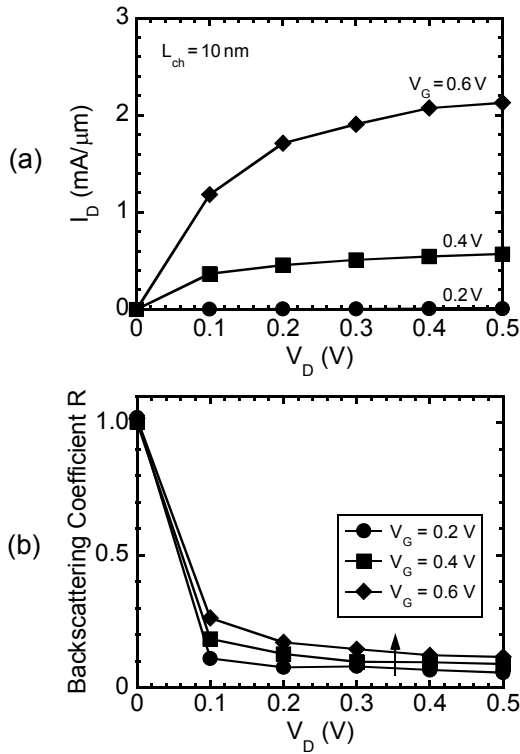 (a)
I_D (mA/μm)
3
2
1
0
L_ch = 10 nm
V_G = 0.6 V
0.4 V
0.2 V
0 0.1 0.2 0.3 0.4 0.5
V_D (V)
(b)
Backscattering Coefficient R
1.0
0.5
0
V_G = 0.2 V
V_G = 0.4 V
V_G = 0.6 V
0 0.1 0.2 0.3 0.4 0.5
V_D (V)